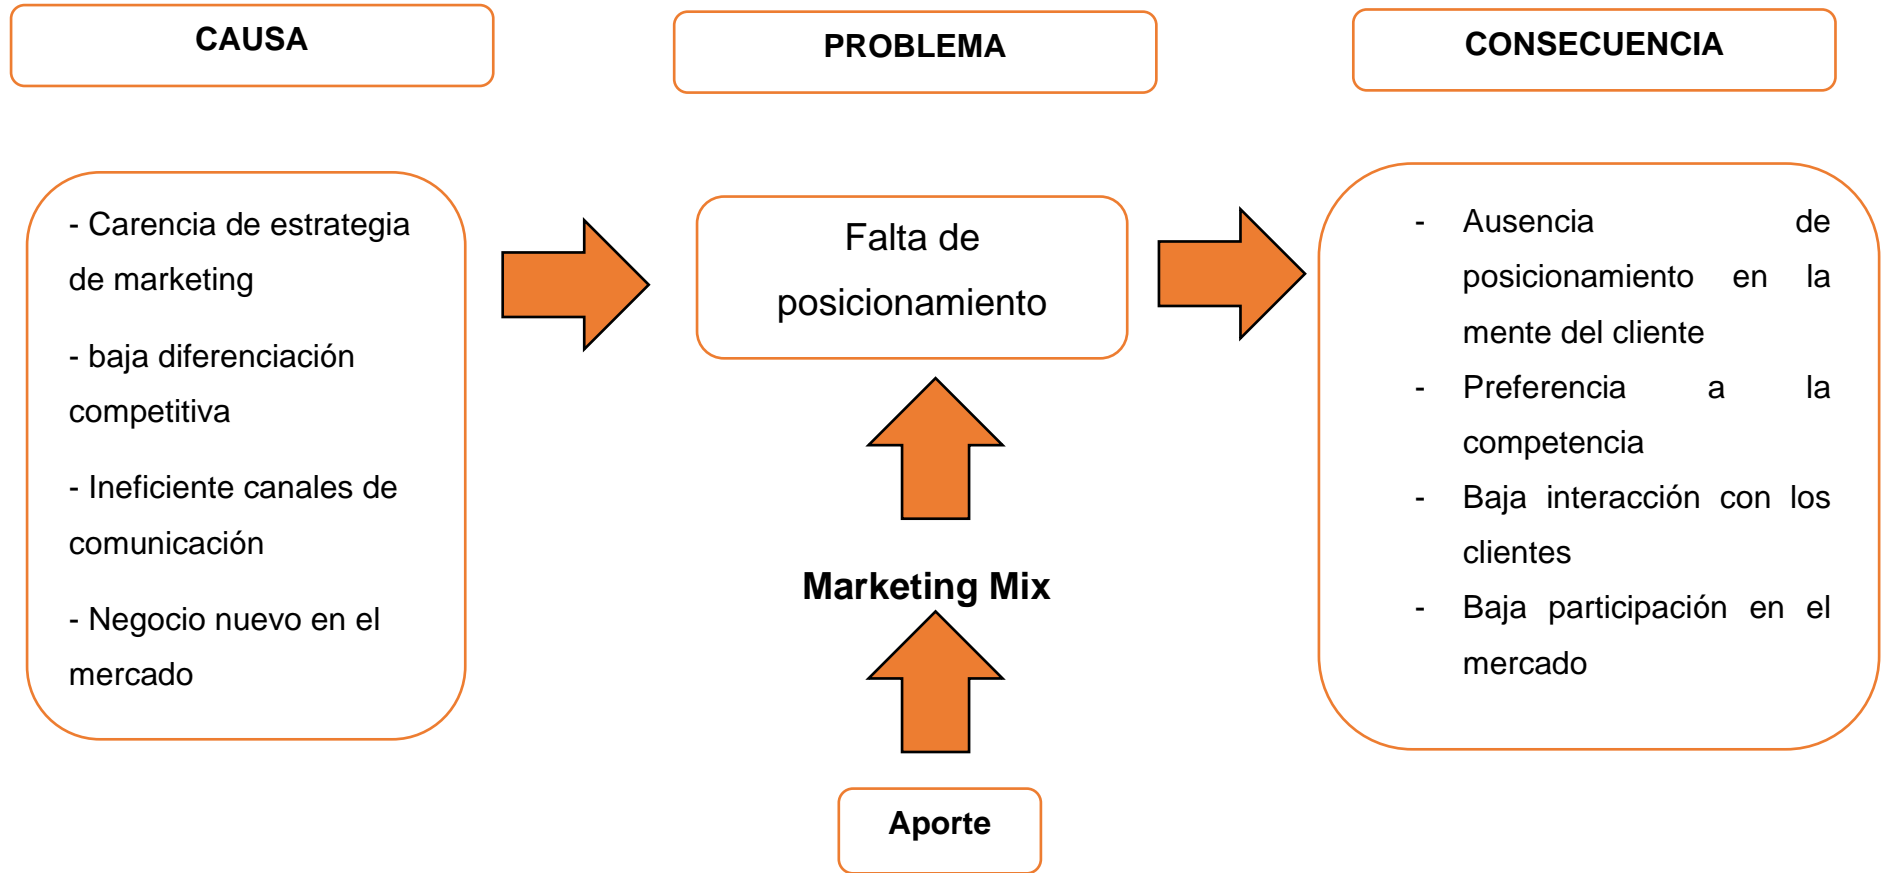 CAUSA
PROBLEMA
CONSECUENCIA
- Carencia de estrategia
de marketing
- baja diferenciación
competitiva
- Ineficiente canales de
comunicación
- Negocio nuevo en el
mercado
Falta de
posicionamiento
Marketing Mix
Aporte
- Ausencia de
posicionamiento en la
mente del cliente
- Preferencia a la
competencia
- Baja interacción con los
clientes
- Baja participación en el
mercado